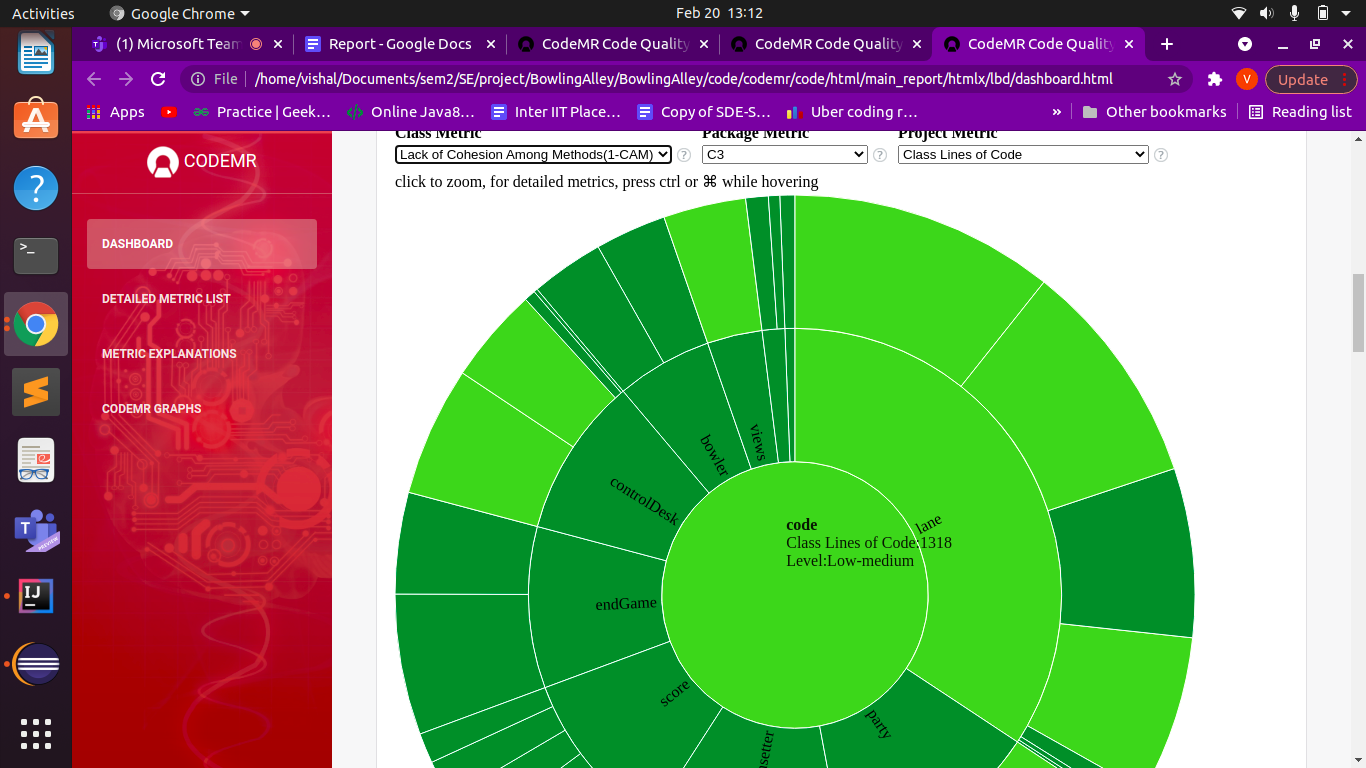 Activities
Google Chrome
Feb 20 13:12
(1) Microsoft Team
Report - Google Docs
CodeMR Code Quality
CodeMR Code Quality
CodeMR Code Quality
File
/home/vishal/Documents/sem2/SE/project/BowlingAlley/BowlingAlley/code/codemr/code/html/main_report/htmlx/lbd/dashboard.html
V
Update
Apps
Practice | Geek...
Online Java8...
Inter IIT Place...
Copy of SDE-S...
Uber coding r...
»
Other bookmarks
Reading list
CODEMR
DASHBOARD
DETAILED METRIC LIST
METRIC EXPLANATIONS
CODEMR GRAPHS
Class Metric
Package Metric
Project Metric
Lack of Cohesion Among Methods(1-CAM)
?
C3
?
Class Lines of Code
?
click to zoom, for detailed metrics, press ctrl or ⌘ while hovering
views
bowler
controlDesk
endGame
score
party
lane
code
Class Lines of Code:1318
Level:Low-medium